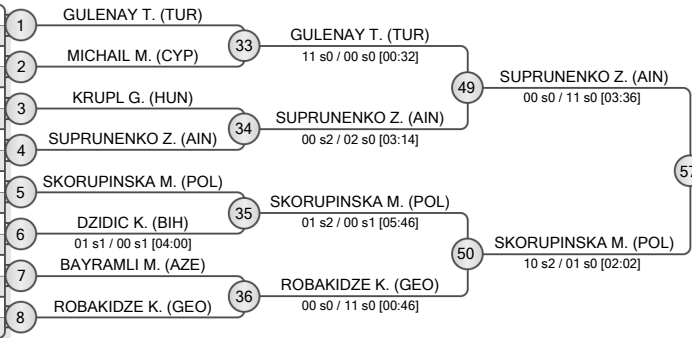 1
GULENAY T. (TUR)
2
MICHAIL M. (CYP)
33
GULENAY T. (TUR)
11 s0 / 00 s0 [00:32]
3
KRUPL G. (HUN)
4
SUPRUNENKO Z. (AIN)
34
SUPRUNENKO Z. (AIN)
00 s2 / 02 s0 [03:14]
49
SUPRUNENKO Z. (AIN)
00 s0 / 11 s0 [03:36]
5
SKORUPINSKA M. (POL)
6
DZIDIC K. (BIH)
01 s1 / 00 s1 [04:00]
35
SKORUPINSKA M. (POL)
01 s2 / 00 s1 [05:46]
7
BAYRAMLI M. (AZE)
8
ROBAKIDZE K. (GEO)
36
ROBAKIDZE K. (GEO)
00 s0 / 11 s0 [00:46]
50
SKORUPINSKA M. (POL)
10 s2 / 01 s0 [02:02]
57